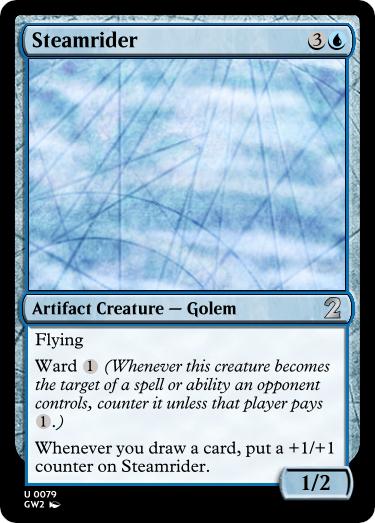 Steamrider 3
Artifact Creature — Golem 2
Flying
Ward 1 (Whenever this creature becomes
the target of a spell or ability an opponent
controls, counter it unless that player pays
1.)
Whenever you draw a card, put a +1/+1
counter on Steamrider.
1/2
U 0079
GW2